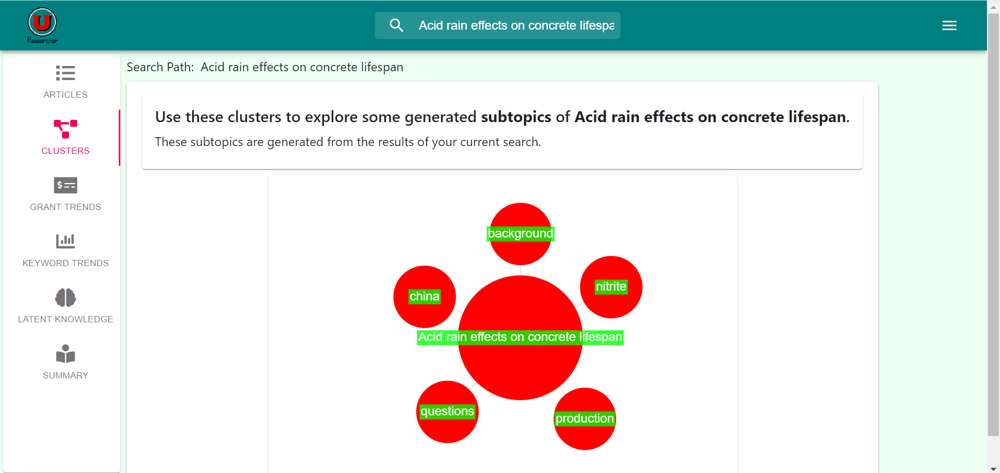 U
Researcher
Acid rain effects on concrete lifespa
ARTICLES
CLUSTERS
GRANT TRENDS
KEYWORD TRENDS
LATENT KNOWLEDGE
SUMMARY
Search Path: Acid rain effects on concrete lifespan
Use these clusters to explore some generated subtopics of Acid rain effects on concrete lifespan.
These subtopics are generated from the results of your current search.
background
nitrite
china
Acid rain effects on concrete lifespan
questions
production